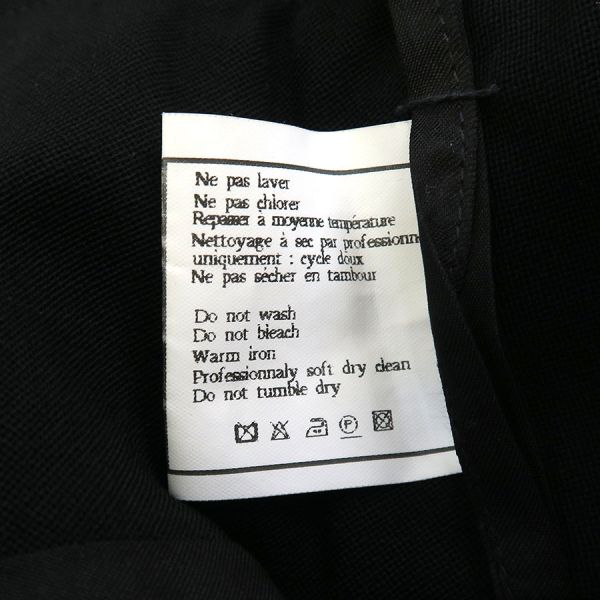 Ne pas laver
Ne pas chlorer
Repasser à moyenne température
Nettoyage à sec par professionn
uniquement : cycle doux
Ne pas sécher en tambour
Do not wash
Do not bleach
Warm iron
Professionnaly soft dry clean
Do not tumble dry
P